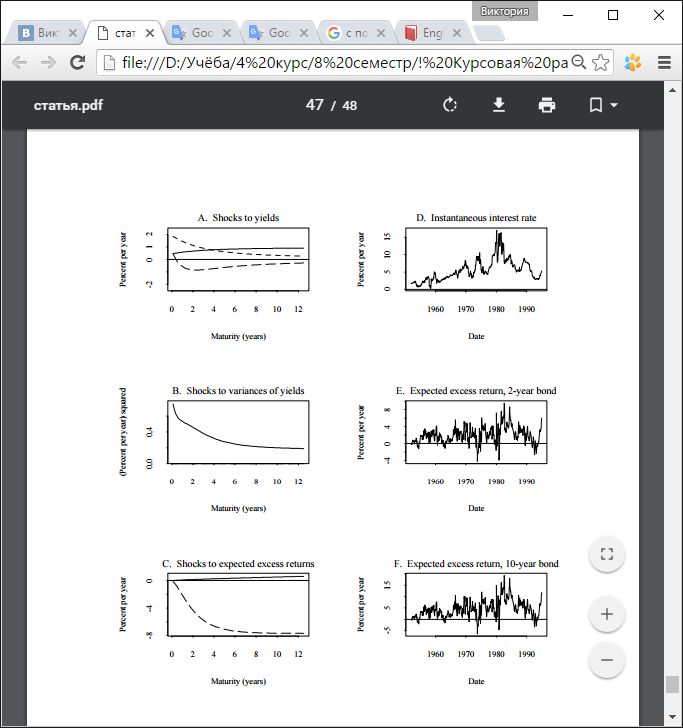 Виктория
Викт
стат
Goo
Goo
с по
Eng
file:///D:/Учёба/4%20курс/8%20семестр/!%20Курсовая%20ра
статья.pdf
47 / 48
A. Shocks to yields
Percent per year
2
1
0
-2
0 2 4 6 8 10 12
Maturity (years)
D. Instantaneous interest rate
Percent per year
15
10
5
0
1960 1970 1980 1990
Date
B. Shocks to variances of yields
(Percent per year) squared
0.4
0.0
0 2 4 6 8 10 12
Maturity (years)
E. Expected excess return, 2-year bond
Percent per year
8
4
0
-4
1960 1970 1980 1990
Date
C. Shocks to expected excess returns
Percent per year
0
-4
-8
0 2 4 6 8 10 12
Maturity (years)
F. Expected excess return, 10-year bond
Percent per year
15
5
-5
1960 1970 1980 1990
Date